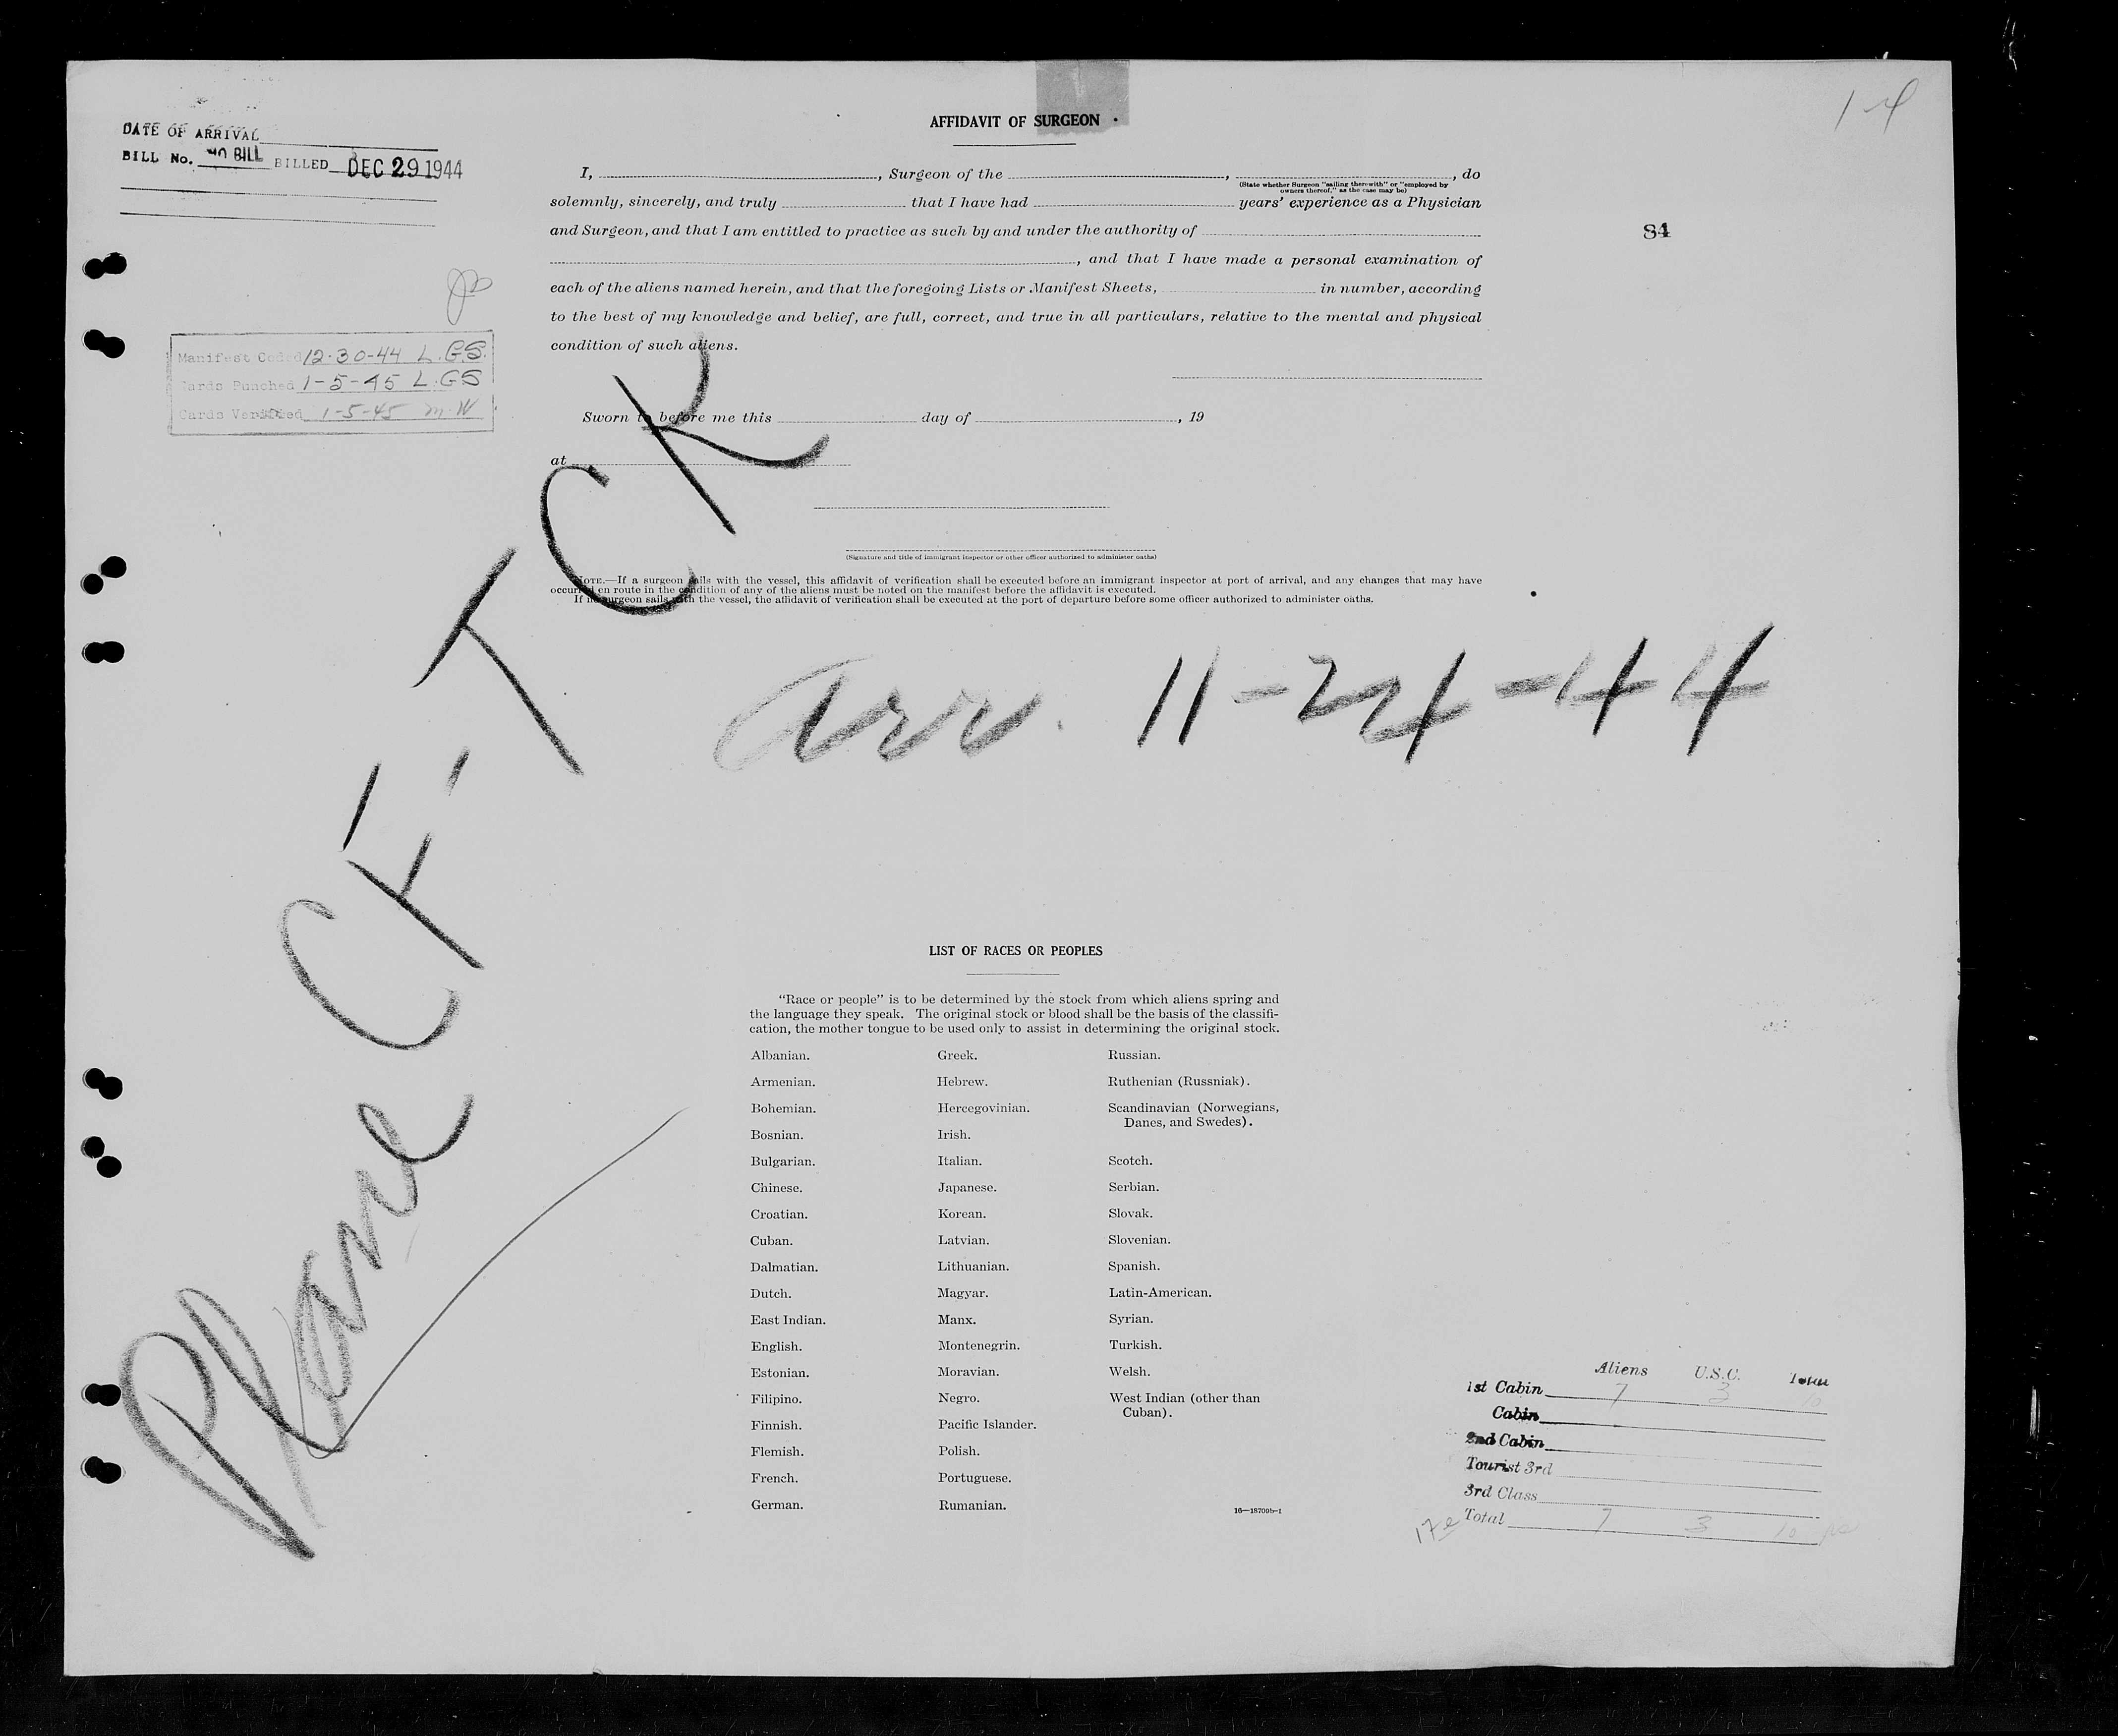 1-4
DATE OF ARRIVAL
BILL No. NO BILL BILLED DEC 29 1944
AFFIDAVIT OF SURGEON
I, , Surgeon of the , , do
(State whether Surgeon "sailing therewith" or "employed by
owners thereof," as the case may be)
solemnly, sincerely, and truly that I have had years' experience as a Physician
and Surgeon, and that I am entitled to practice as such by and under the authority of
84
, and that I have made a personal examination of
each of the aliens named herein, and that the foregoing Lists or Manifest Sheets, in number, according
to the best of my knowledge and belief, are full, correct, and true in all particulars, relative to the mental and physical
condition of such aliens.
Manifest Coded 12-30-44 L.G.S.
Cards Punched 1-5-45 L.GS
Cards Verified 1-5-45 M.W
Sworn to before me this day of , 19
at
(Signature and title of immigrant inspector or other officer authorized to administer oaths)
NOTE.—If a surgeon sails with the vessel, this affidavit of verification shall be executed before an immigrant inspector at port of arrival, and any changes that may have
occurred en route in the condition of any of the aliens must be noted on the manifest before the affidavit is executed.
If no surgeon sails with the vessel, the affidavit of verification shall be executed at the port of departure before some officer authorized to administer oaths.
Plane CF-TCK
arr. 11-24-44
LIST OF RACES OR PEOPLES
"Race or people" is to be determined by the stock from which aliens spring and
the language they speak. The original stock or blood shall be the basis of the classifi-
cation, the mother tongue to be used only to assist in determining the original stock.
Albanian.
Armenian.
Bohemian.
Bosnian.
Bulgarian.
Chinese.
Croatian.
Cuban.
Dalmatian.
Dutch.
East Indian.
English.
Estonian.
Filipino.
Finnish.
Flemish.
French.
German.
Greek.
Hebrew.
Hercegovinian.
Irish.
Italian.
Japanese.
Korean.
Latvian.
Lithuanian.
Magyar.
Manx.
Montenegrin.
Moravian.
Negro.
Pacific Islander.
Polish.
Portuguese.
Rumanian.
Russian.
Ruthenian (Russniak).
Scandinavian (Norwegians,
Danes, and Swedes).
Scotch.
Serbian.
Slovak.
Slovenian.
Spanish.
Latin-American.
Syrian.
Turkish.
Welsh.
West Indian (other than
Cuban).
16—18709b-1
Aliens U.S.C. Total
1st Cabin 7 3 10
Cabin
2nd Cabin
Tourist 3rd
3rd Class
17e Total 7 3 10